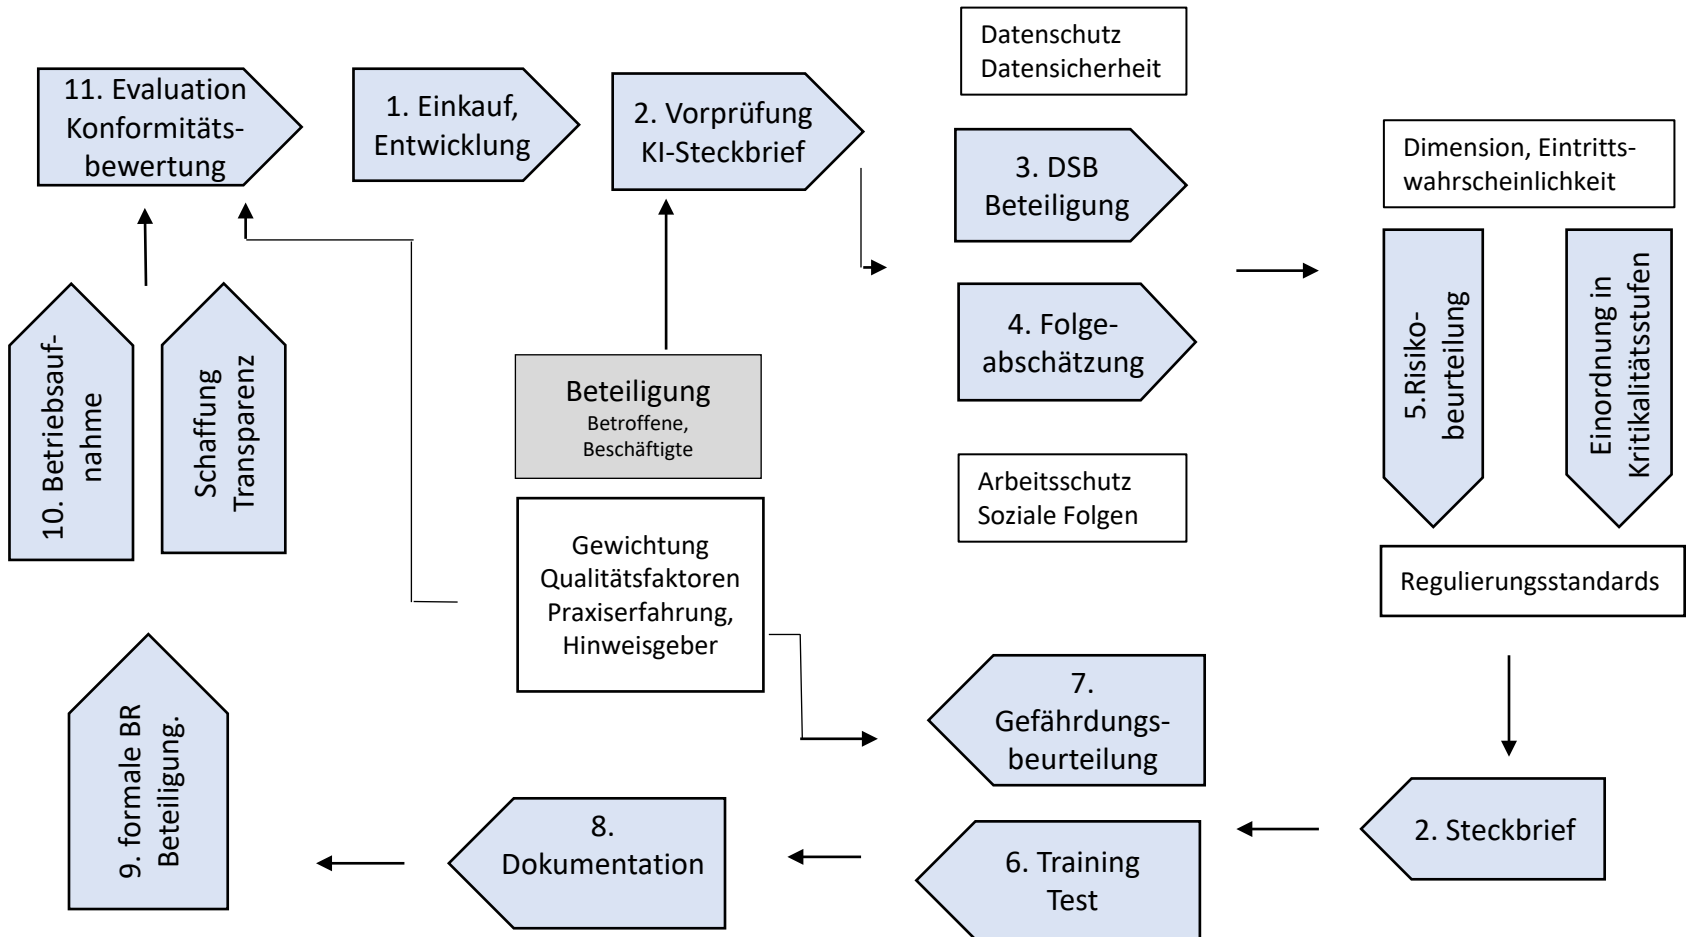 11. Evaluation
Konformitäts-
bewertung
1. Einkauf,
Entwicklung
2. Vorprüfung
KI-Steckbrief
Datenschutz
Datensicherheit
3. DSB
Beteiligung
4. Folge-
abschätzung
Arbeitsschutz
Soziale Folgen
Dimension, Eintritts-
wahrscheinlichkeit
5.Risiko-
beurteilung
Einordnung in
Kritikalitätsstufen
Regulierungsstandards
2. Steckbrief
7.
Gefährdungs-
beurteilung
6. Training
Test
8.
Dokumentation
9. formale BR
Beteiligung.
10. Betriebsauf-
nahme
Schaffung
Transparenz
Beteiligung
Betroffene,
Beschäftigte
Gewichtung
Qualitätsfaktoren
Praxiserfahrung,
Hinweisgeber